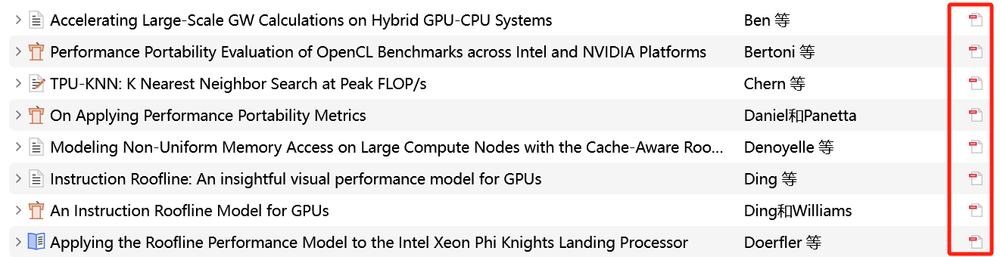 Accelerating Large-Scale GW Calculations on Hybrid GPU-CPU Systems Ben 等
Performance Portability Evaluation of OpenCL Benchmarks across Intel and NVIDIA Platforms Bertoni 等
TPU-KNN: K Nearest Neighbor Search at Peak FLOP/s Chern 等
On Applying Performance Portability Metrics Daniel和Panetta
Modeling Non-Uniform Memory Access on Large Compute Nodes with the Cache-Aware Roo... Denoyelle 等
Instruction Roofline: An insightful visual performance model for GPUs Ding 等
An Instruction Roofline Model for GPUs Ding和Williams
Applying the Roofline Performance Model to the Intel Xeon Phi Knights Landing Processor Doerfler 等